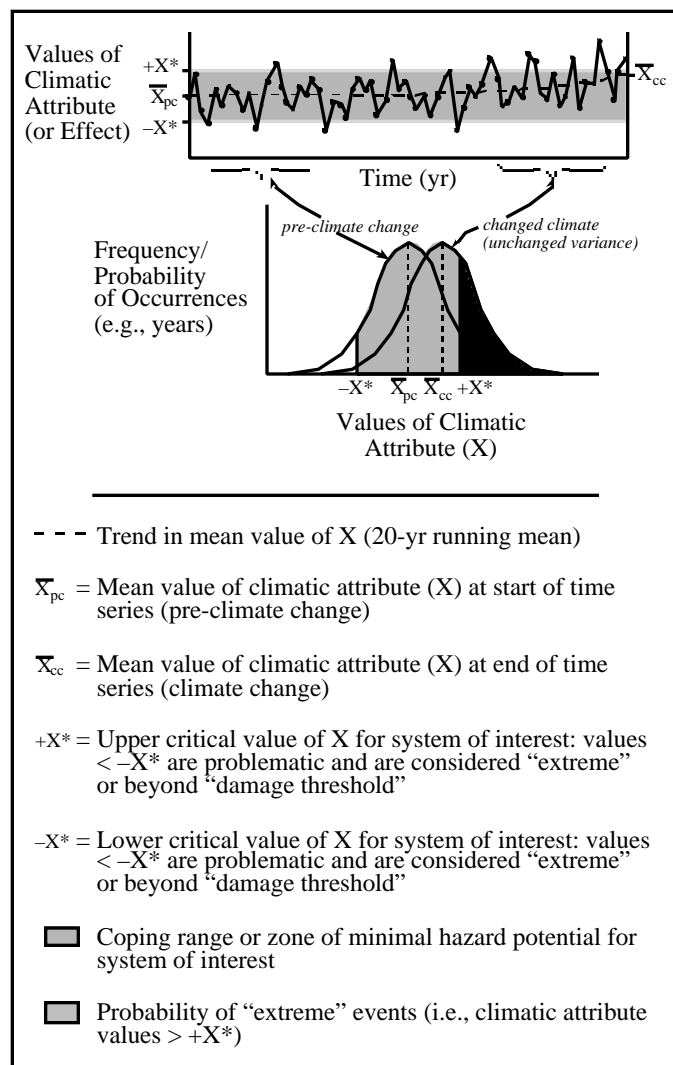 Values of
Climatic
Attribute
(or Effect)
+X*
X̅pc
–X*
X̅cc
Time (yr)
pre-climate change
changed climate
(unchanged variance)
Frequency/
Probability
of Occurrences
(e.g., years)
–X* X̅pc X̅cc +X*
Values of Climatic
Attribute (X)
Trend in mean value of X (20-yr running mean)
X̅pc = Mean value of climatic attribute (X) at start of time
series (pre-climate change)
X̅cc = Mean value of climatic attribute (X) at end of time
series (climate change)
+X* = Upper critical value of X for system of interest: values
< –X* are problematic and are considered “extreme”
or beyond “damage threshold”
–X* = Lower critical value of X for system of interest: values
< –X* are problematic and are considered “extreme”
or beyond “damage threshold”
Coping range or zone of minimal hazard potential for
system of interest
Probability of “extreme” events (i.e., climatic attribute
values > +X*)